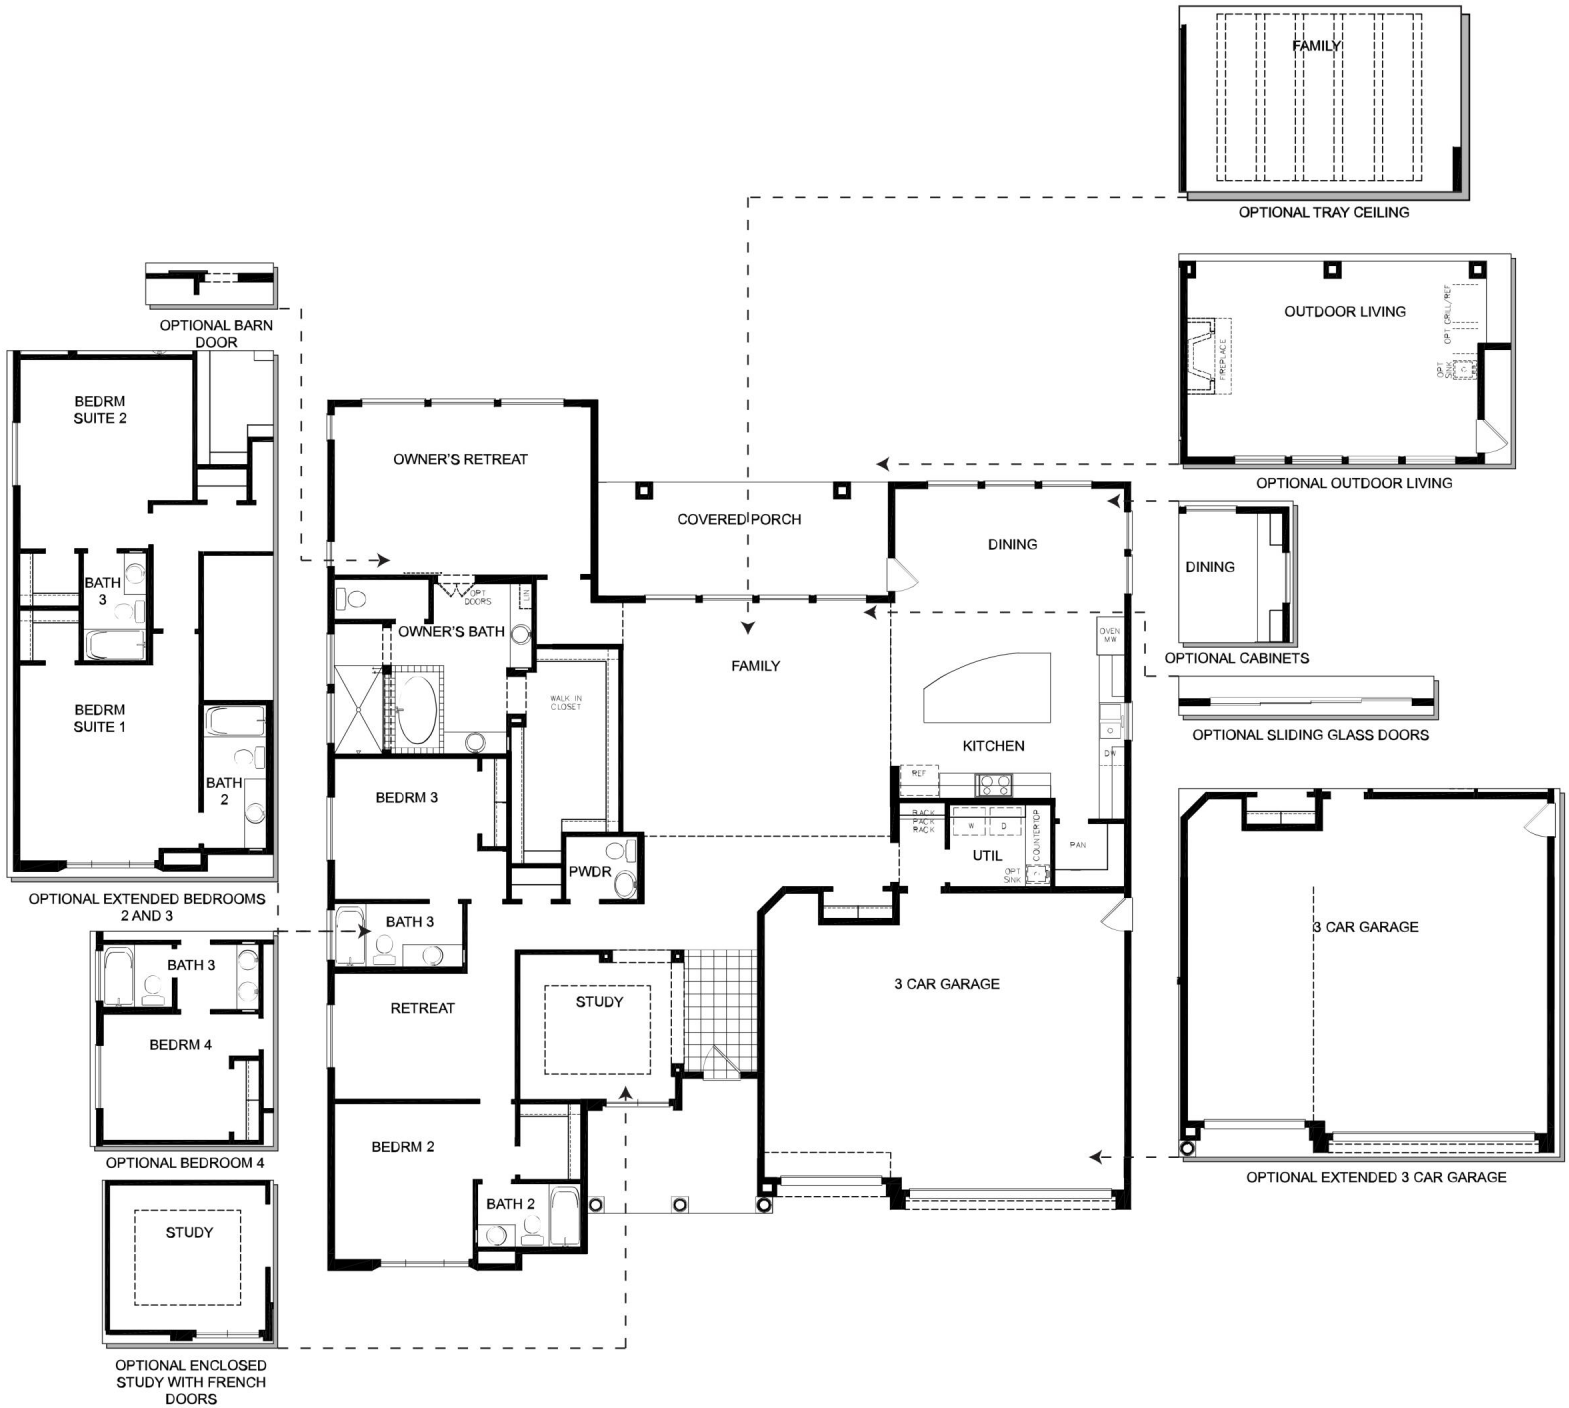 FAMILY
OPTIONAL TRAY CEILING
OPTIONAL BARN
DOOR
OUTDOOR LIVING
OPT GRILL/REF
OPT
SINK
FIREPLACE
OPTIONAL OUTDOOR LIVING
BEDRM
SUITE 2
BATH
3
BEDRM
SUITE 1
BATH
2
OPTIONAL EXTENDED BEDROOMS
2 AND 3
OWNER'S RETREAT
COVERED PORCH
DINING
DINING
OPTIONAL CABINETS
OPT
DOORS
LIN
OWNER'S BATH
WALK IN
CLOSET
FAMILY
OVEN
MW
KITCHEN
DW
REF
OPTIONAL SLIDING GLASS DOORS
BEDRM 3
BACK
PACK
RACK
W
D
COUNTERTOP
UTIL
OPT
SINK
PAN
PWDR
BATH 3
BATH 3
BEDRM 4
OPTIONAL BEDROOM 4
RETREAT
STUDY
3 CAR GARAGE
3 CAR GARAGE
OPTIONAL EXTENDED 3 CAR GARAGE
BEDRM 2
BATH 2
STUDY
OPTIONAL ENCLOSED
STUDY WITH FRENCH
DOORS